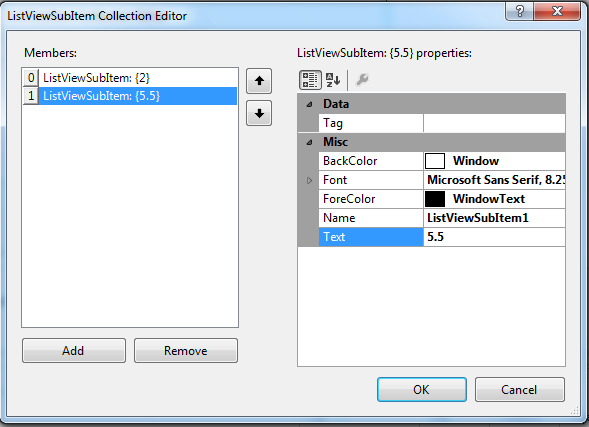 ListViewSubItem Collection Editor
Members:
0 ListViewSubItem: {2}
1 ListViewSubItem: {5.5}
Add
Remove
ListViewSubItem: {5.5} properties:
Data
Tag
Misc
BackColor Window
Font Microsoft Sans Serif, 8.25
ForeColor WindowText
Name ListViewSubItem1
Text 5.5
OK
Cancel